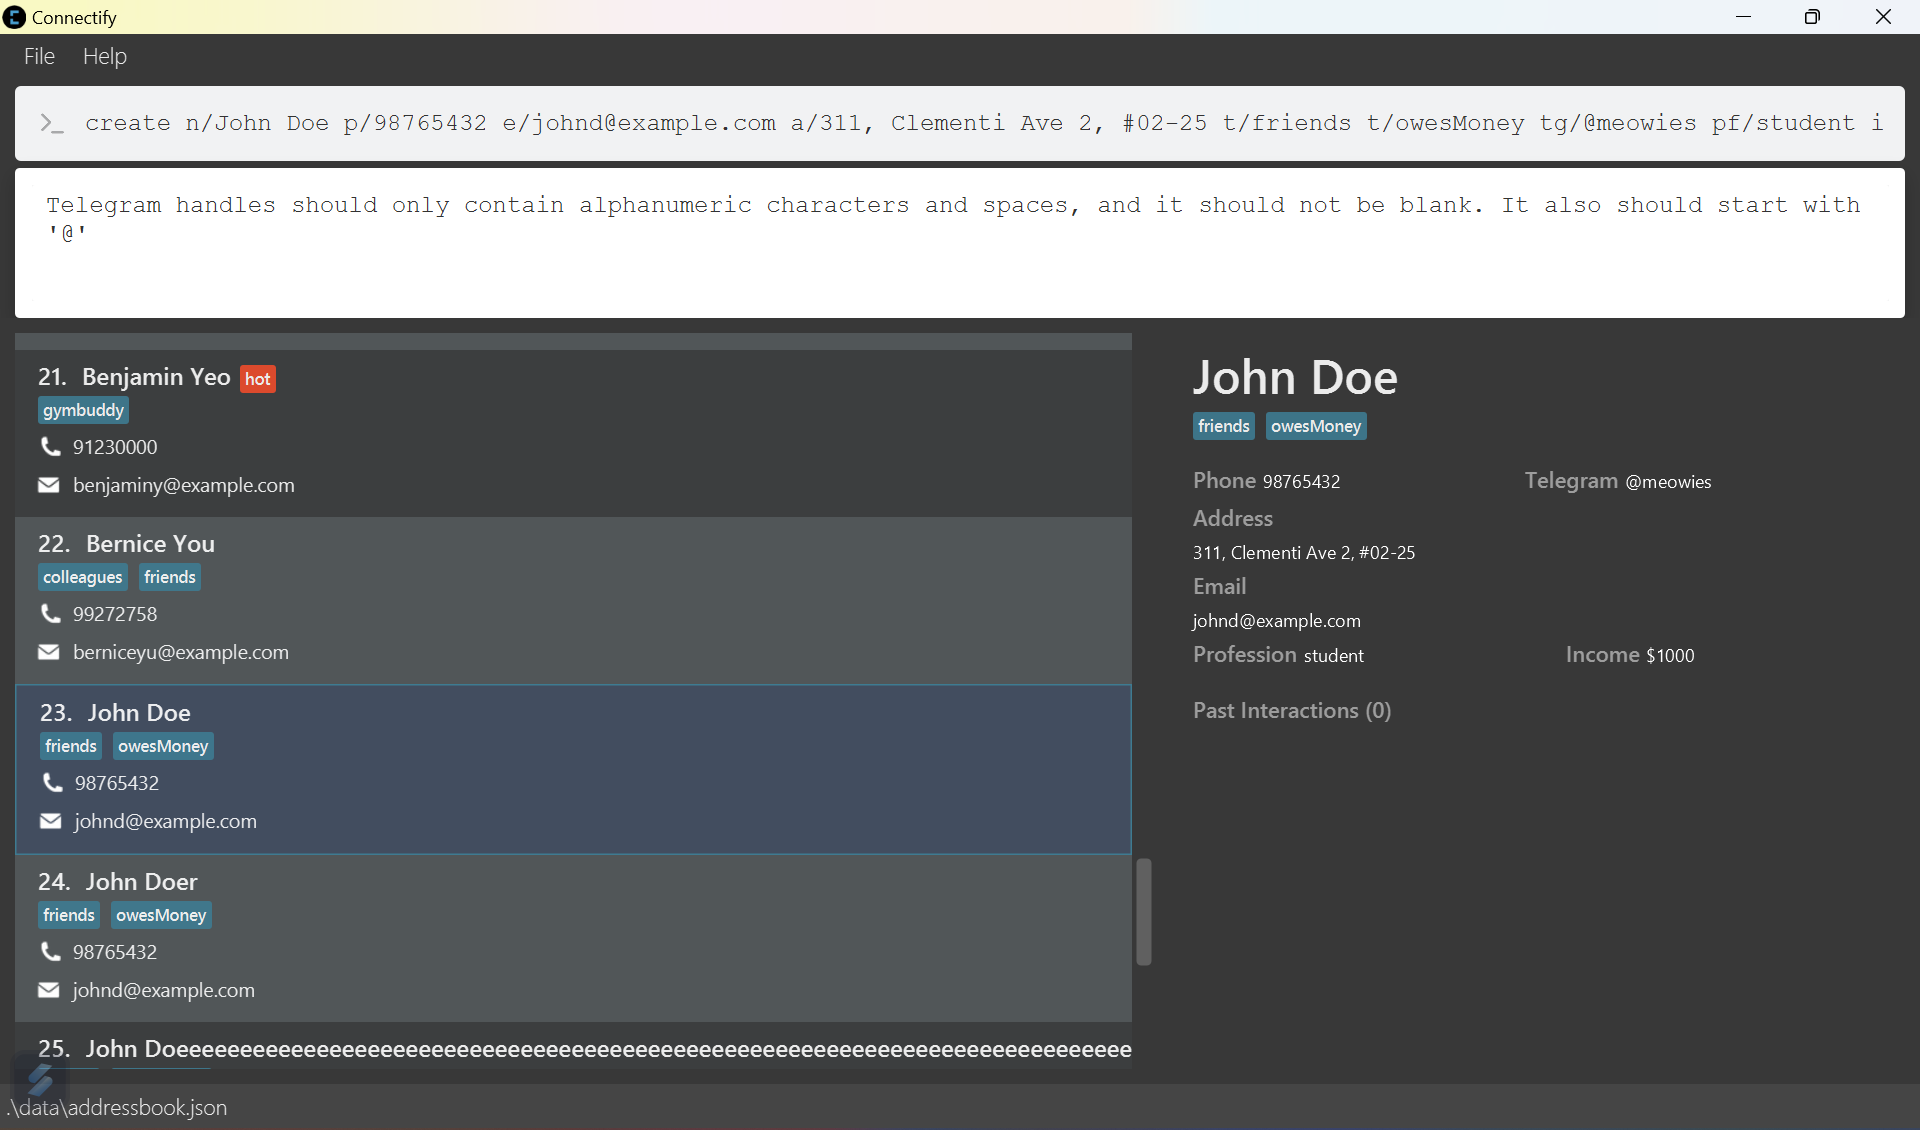 Connectify
File Help
>_ create n/John Doe p/98765432 e/johnd@example.com a/311, Clementi Ave 2, #02-25 t/friends t/owesMoney tg/@meowies pf/student i
Telegram handles should only contain alphanumeric characters and spaces, and it should not be blank. It also should start with
'@'
21. Benjamin Yeo hot
gymbuddy
91230000
benjaminy@example.com
22. Bernice You
colleagues friends
99272758
berniceyu@example.com
23. John Doe
friends owesMoney
98765432
johnd@example.com
24. John Doer
friends owesMoney
98765432
johnd@example.com
25. John
John Doe
friends owesMoney
Phone 98765432 Telegram @meowies
Address
311, Clementi Ave 2, #02-25
Email
johnd@example.com
Profession student Income $1000
Past Interactions (0)
.\data\addressbook.json